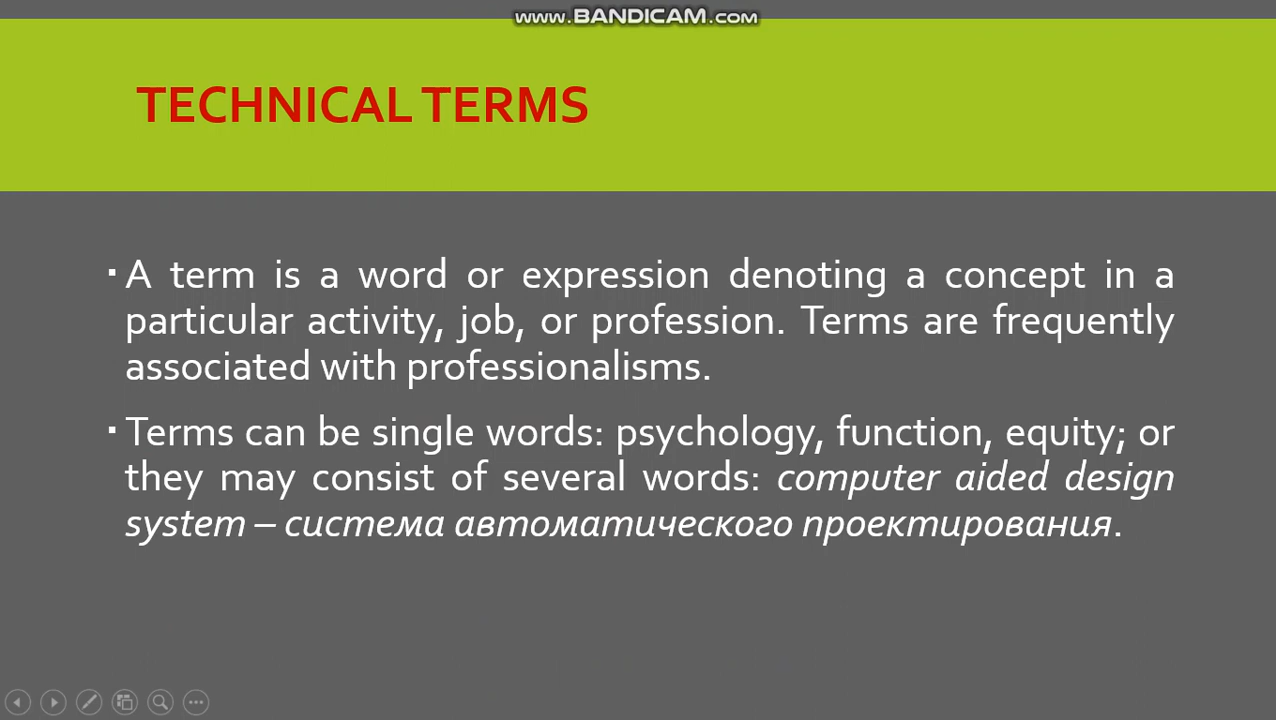 www.BANDICAM.com
TECHNICAL TERMS
▪ A term is a word or expression denoting a concept in a
particular activity, job, or profession. Terms are frequently
associated with professionalisms.
▪ Terms can be single words: psychology, function, equity; or
they may consist of several words: computer aided design
system – система автоматического проектирования.